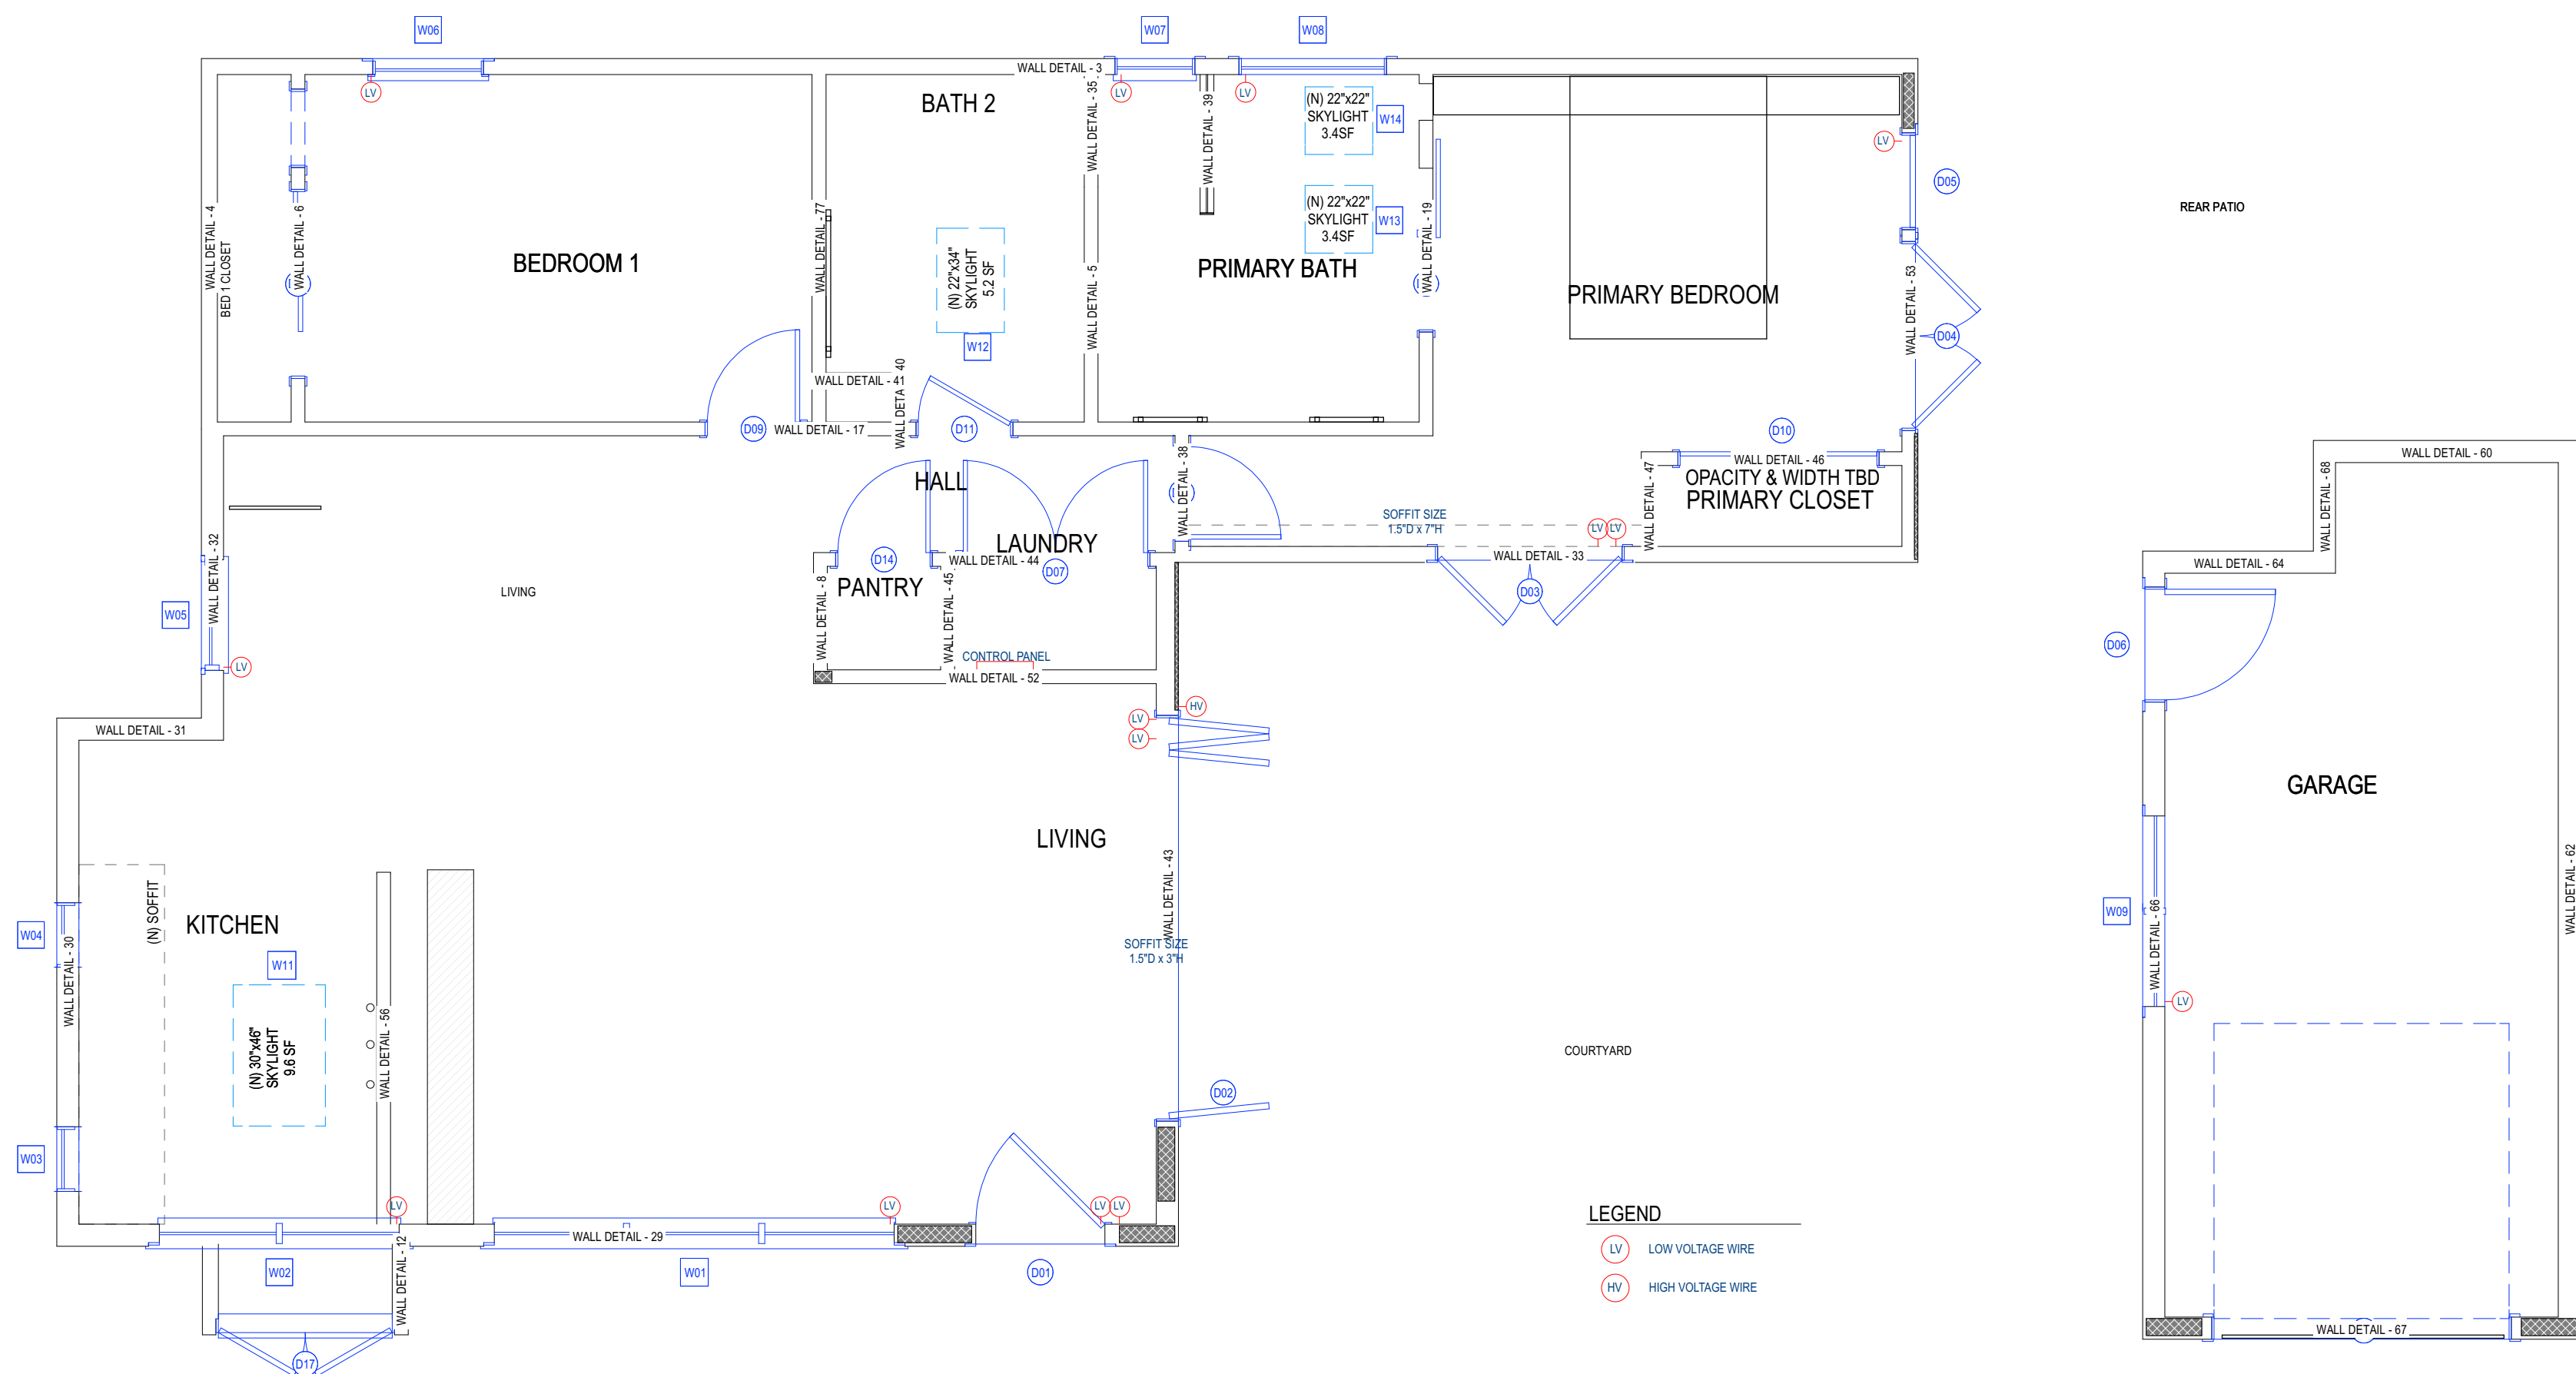 W06
W07
W08
WALL DETAIL - 3
LV
LV
LV
BATH 2
WALL DETAIL - 35
WALL DETAIL - 39
(N) 22"x22"
SKYLIGHT
3.4SF
W14
LV
D05
WALL DETAIL - 4
BED 1 CLOSET
WALL DETAIL - 6
BEDROOM 1
WALL DETAIL - 77
(N) 22"x34"
SKYLIGHT
5.2 SF
W12
WALL DETAIL - 5
(N) 22"x22"
SKYLIGHT
3.4SF
W13
PRIMARY BATH
WALL DETAIL - 19
PRIMARY BEDROOM
WALL DETAIL - 53
D04
REAR PATIO
WALL DETAIL - 41
WALL DETA 40
D09
WALL DETAIL - 17
D11
D10
WALL DETAIL - 46
OPACITY & WIDTH TBD
PRIMARY CLOSET
WALL DETAIL - 47
WALL DETAIL - 38
HALL
SOFFIT SIZE
1.5"D x 7"H
LV
LV
WALL DETAIL - 33
D03
WALL DETAIL - 60
WALL DETAIL - 68
WALL DETAIL - 64
D06
WALL DETAIL - 32
W05
LV
LIVING
D14
PANTRY
WALL DETAIL - 8
LAUNDRY
WALL DETAIL - 44
D07
WALL DETAIL - 45
CONTROL PANEL
WALL DETAIL - 52
HV
LV
LV
WALL DETAIL - 31
GARAGE
LIVING
WALL DETAIL - 43
SOFFIT SIZE
1.5"D x 3"H
WALL DETAIL - 62
W09
WALL DETAIL - 66
LV
(N) SOFFIT
KITCHEN
W04
WALL DETAIL - 30
W11
(N) 30"x46"
SKYLIGHT
9.6 SF
WALL DETAIL - 56
COURTYARD
D02
W03
LV
LV
LV
LV
WALL DETAIL - 29
WALL DETAIL - 12
W02
W01
D01
D17
LEGEND
LV LOW VOLTAGE WIRE
HV HIGH VOLTAGE WIRE
WALL DETAIL - 67